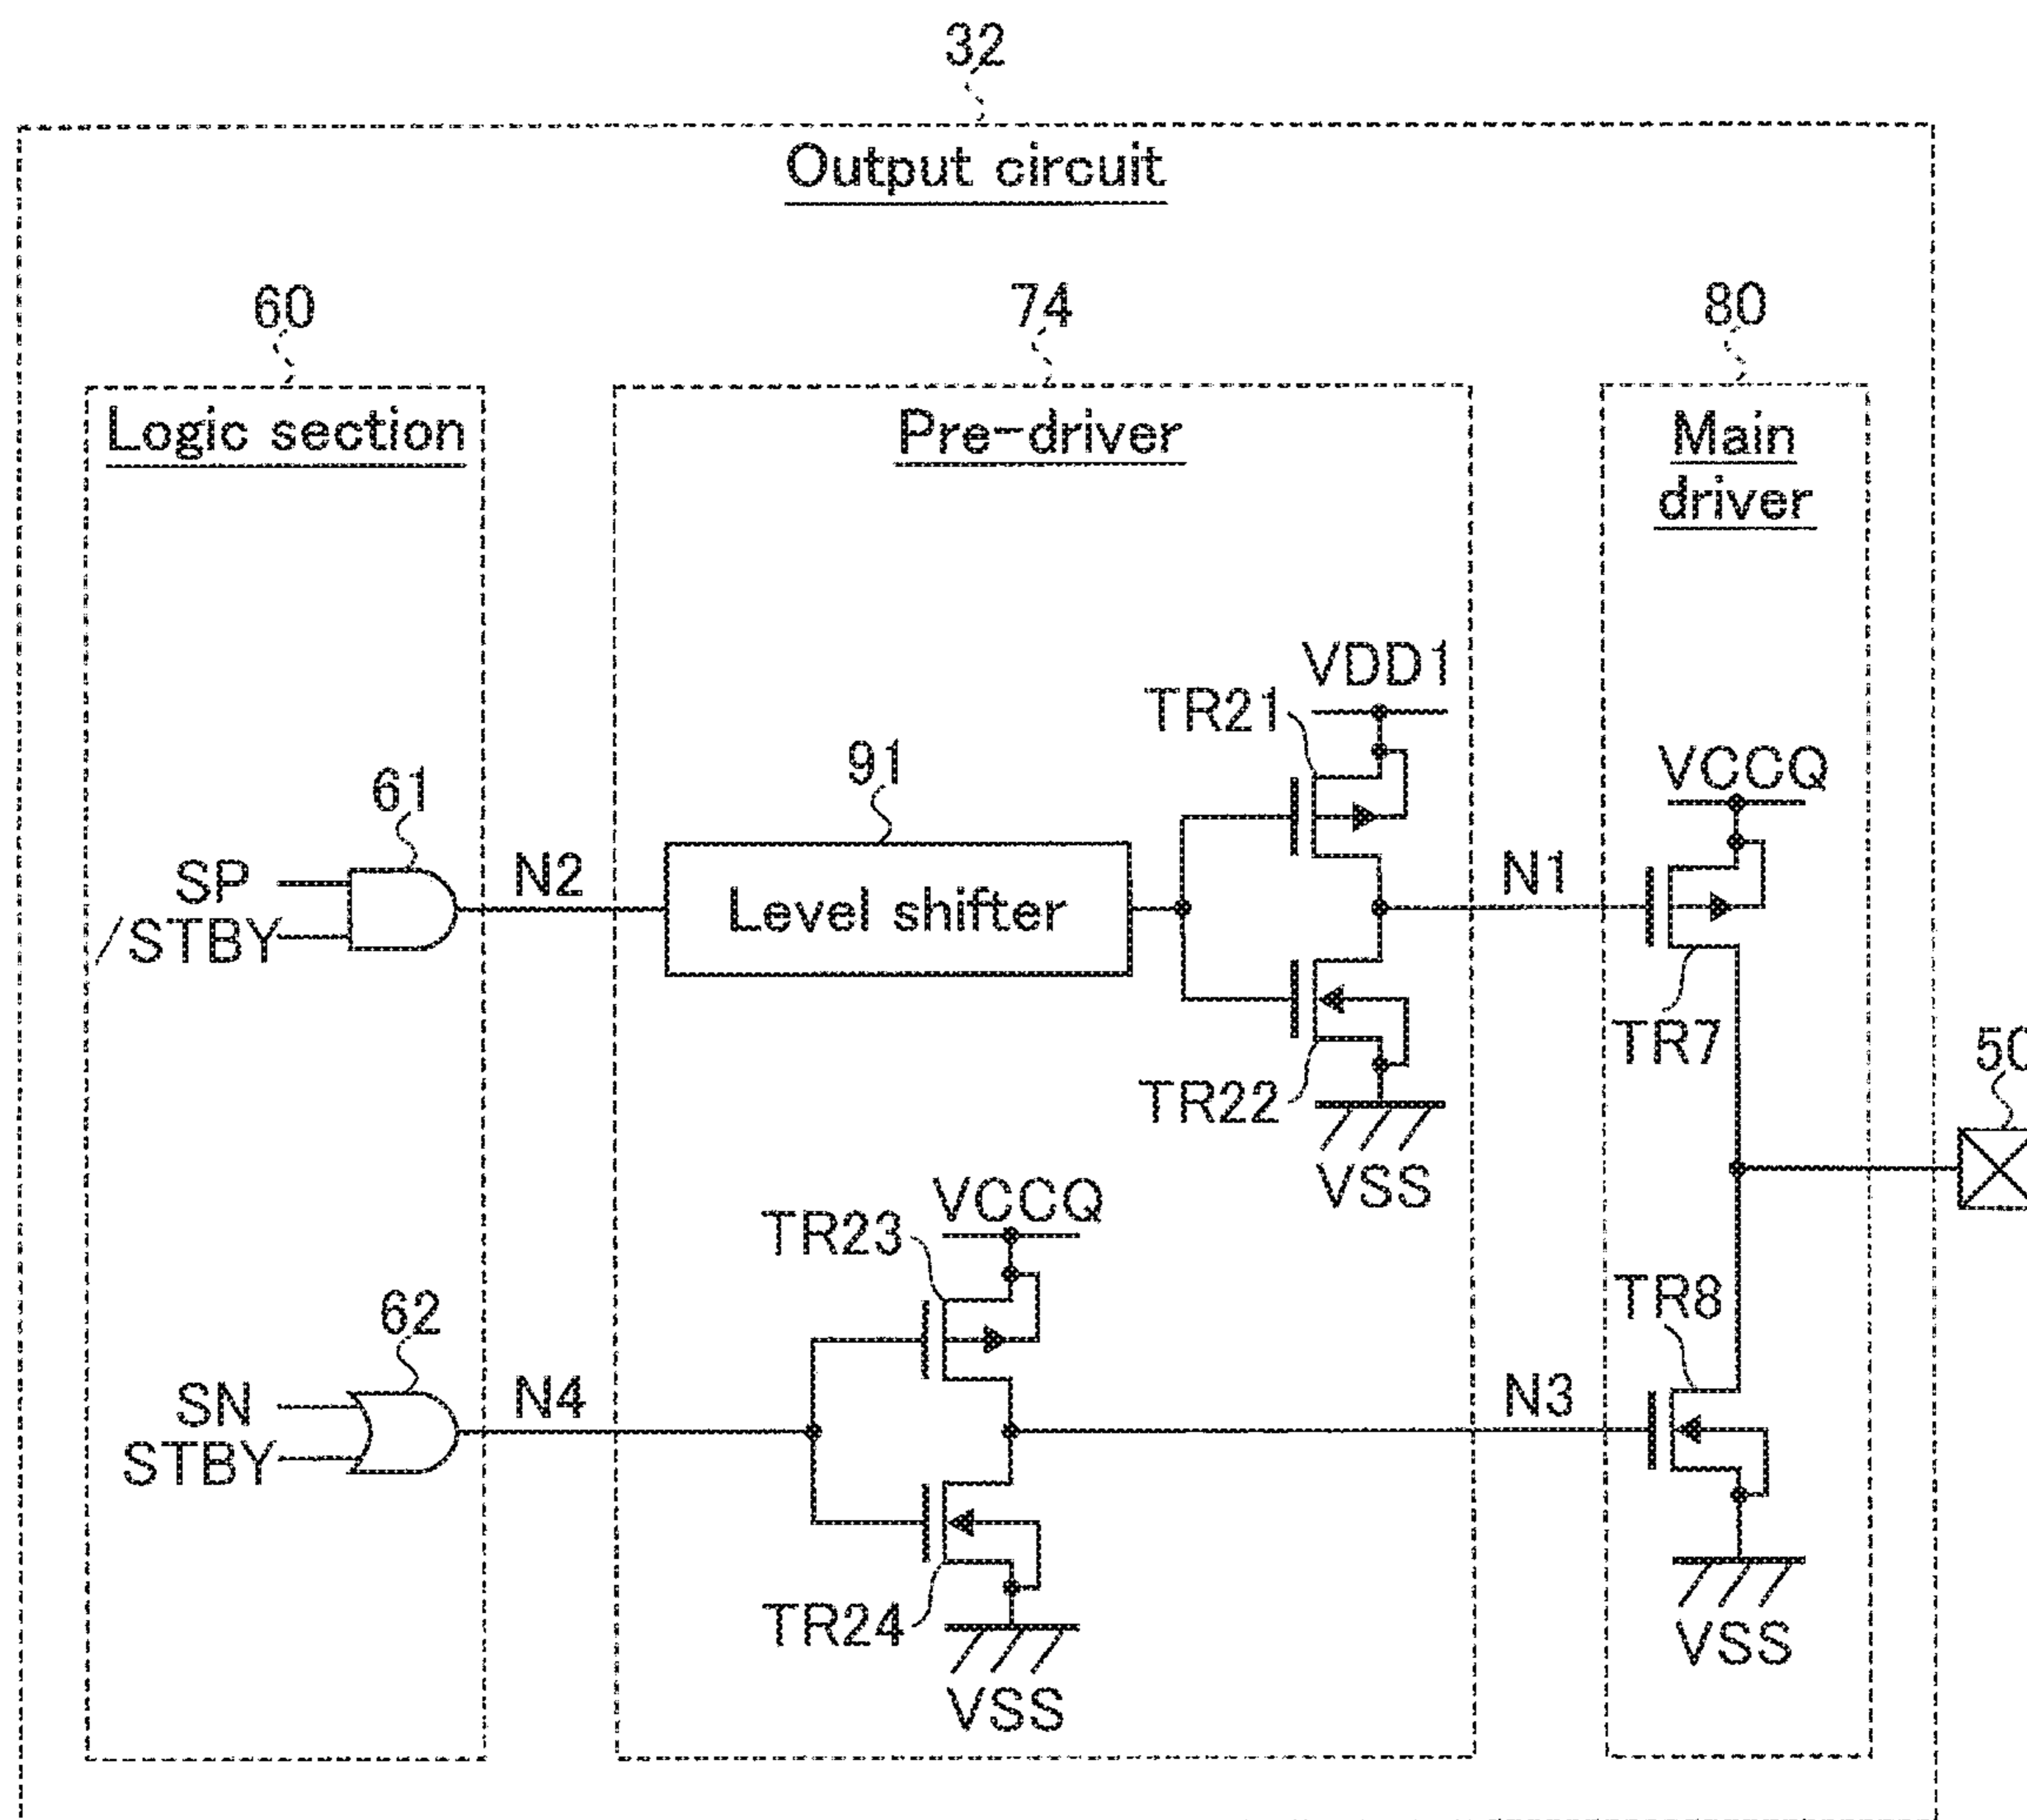 32
Output circuit
60
74
80
Logic section
Pre-driver
Main
driver
VDD1
TR21
VCCQ
91
61
SP
/STBY
N2
Level shifter
N1
TR7
TR22
VSS
50
TR23
VCCQ
TR8
62
SN
STBY
N4
N3
TR24
VSS
VSS